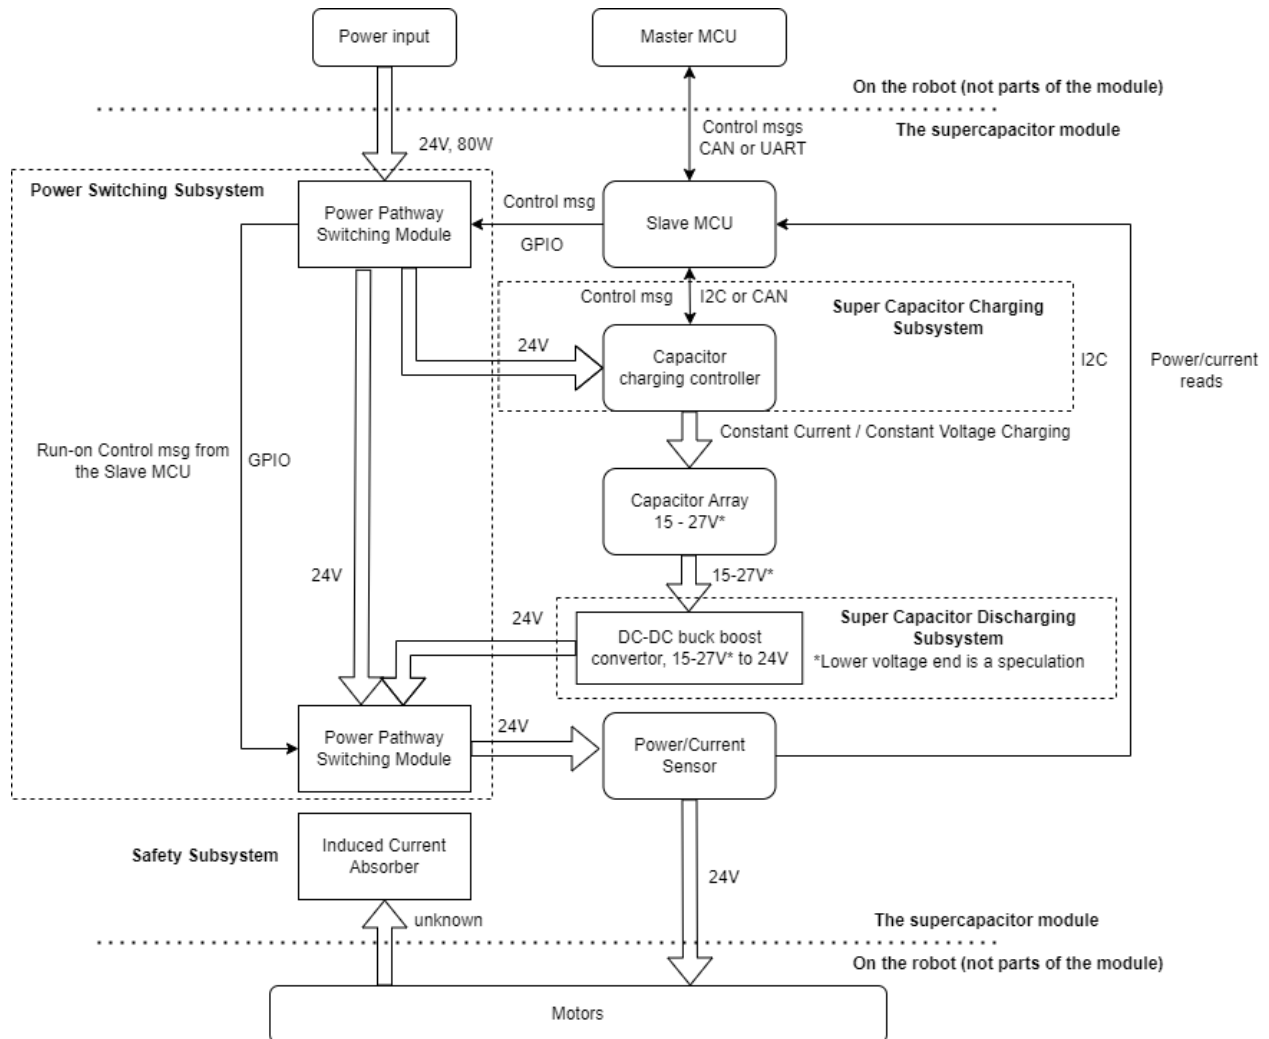 Power input
Master MCU
On the robot (not parts of the module)
Control msgs
CAN or UART
The supercapacitor module
24V, 80W
Power Switching Subsystem
Power Pathway
Switching Module
Control msg
GPIO
Slave MCU
Control msg
I2C or CAN
Super Capacitor Charging
Subsystem
24V
Capacitor
charging controller
I2C
Power/current
reads
Constant Current / Constant Voltage Charging
Run-on Control msg from
the Slave MCU
GPIO
Capacitor Array
15 - 27V*
24V
15-27V*
24V
DC-DC buck boost
convertor, 15-27V* to 24V
Super Capacitor Discharging
Subsystem
*Lower voltage end is a speculation
Power Pathway
Switching Module
24V
Power/Current
Sensor
Safety Subsystem
Induced Current
Absorber
24V
unknown
The supercapacitor module
On the robot (not parts of the module)
Motors